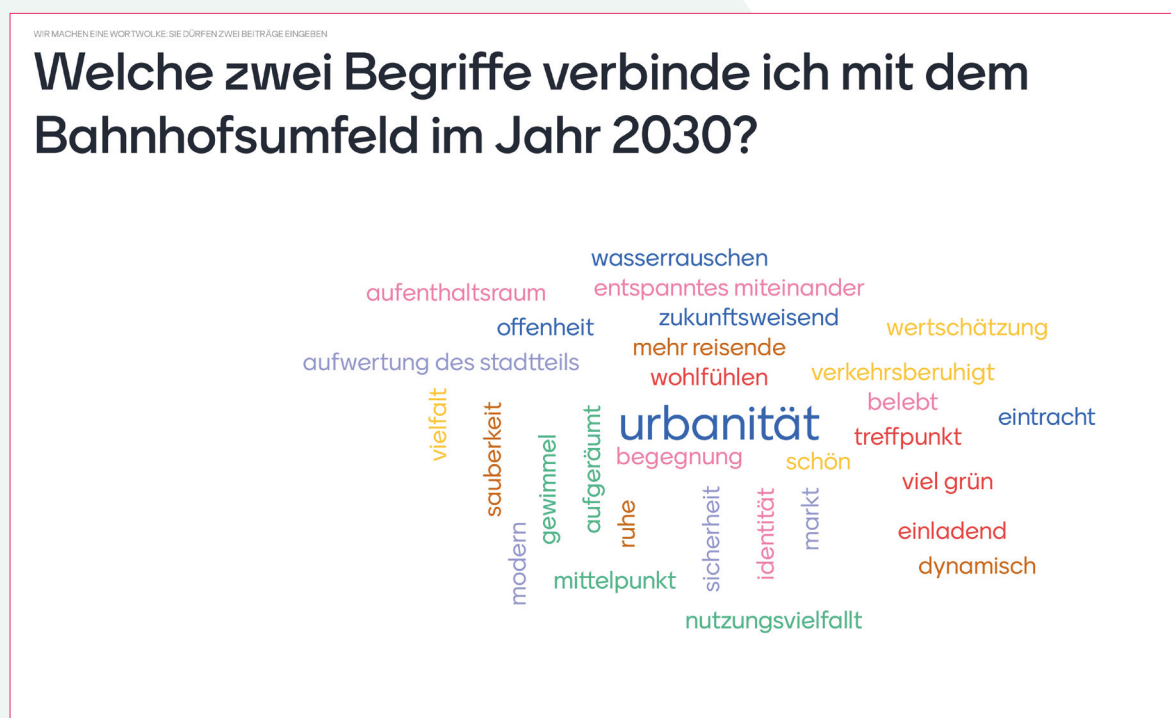 WIR MACHEN EINE WORTWOLKE: SIE DÜRFEN ZWEI BEITRÄGE EINGEBEN
Welche zwei Begriffe verbinde ich mit dem
Bahnhofsumfeld im Jahr 2030?
wasserrauschen
aufenthaltsraum
entspanntes miteinander
offenheit
zukunftsweisend
wertschätzung
mehr reisende
aufwertung des stadtteils
wohlfühlen
verkehrsberuhigt
vielfalt
sauberkeit
gewimmel
aufgeräumt
urbanität
belebt
eintracht
treffpunkt
begegnung
schön
viel grün
modern
ruhe
sicherheit
identität
markt
einladend
dynamisch
mittelpunkt
nutzungsvielfallt